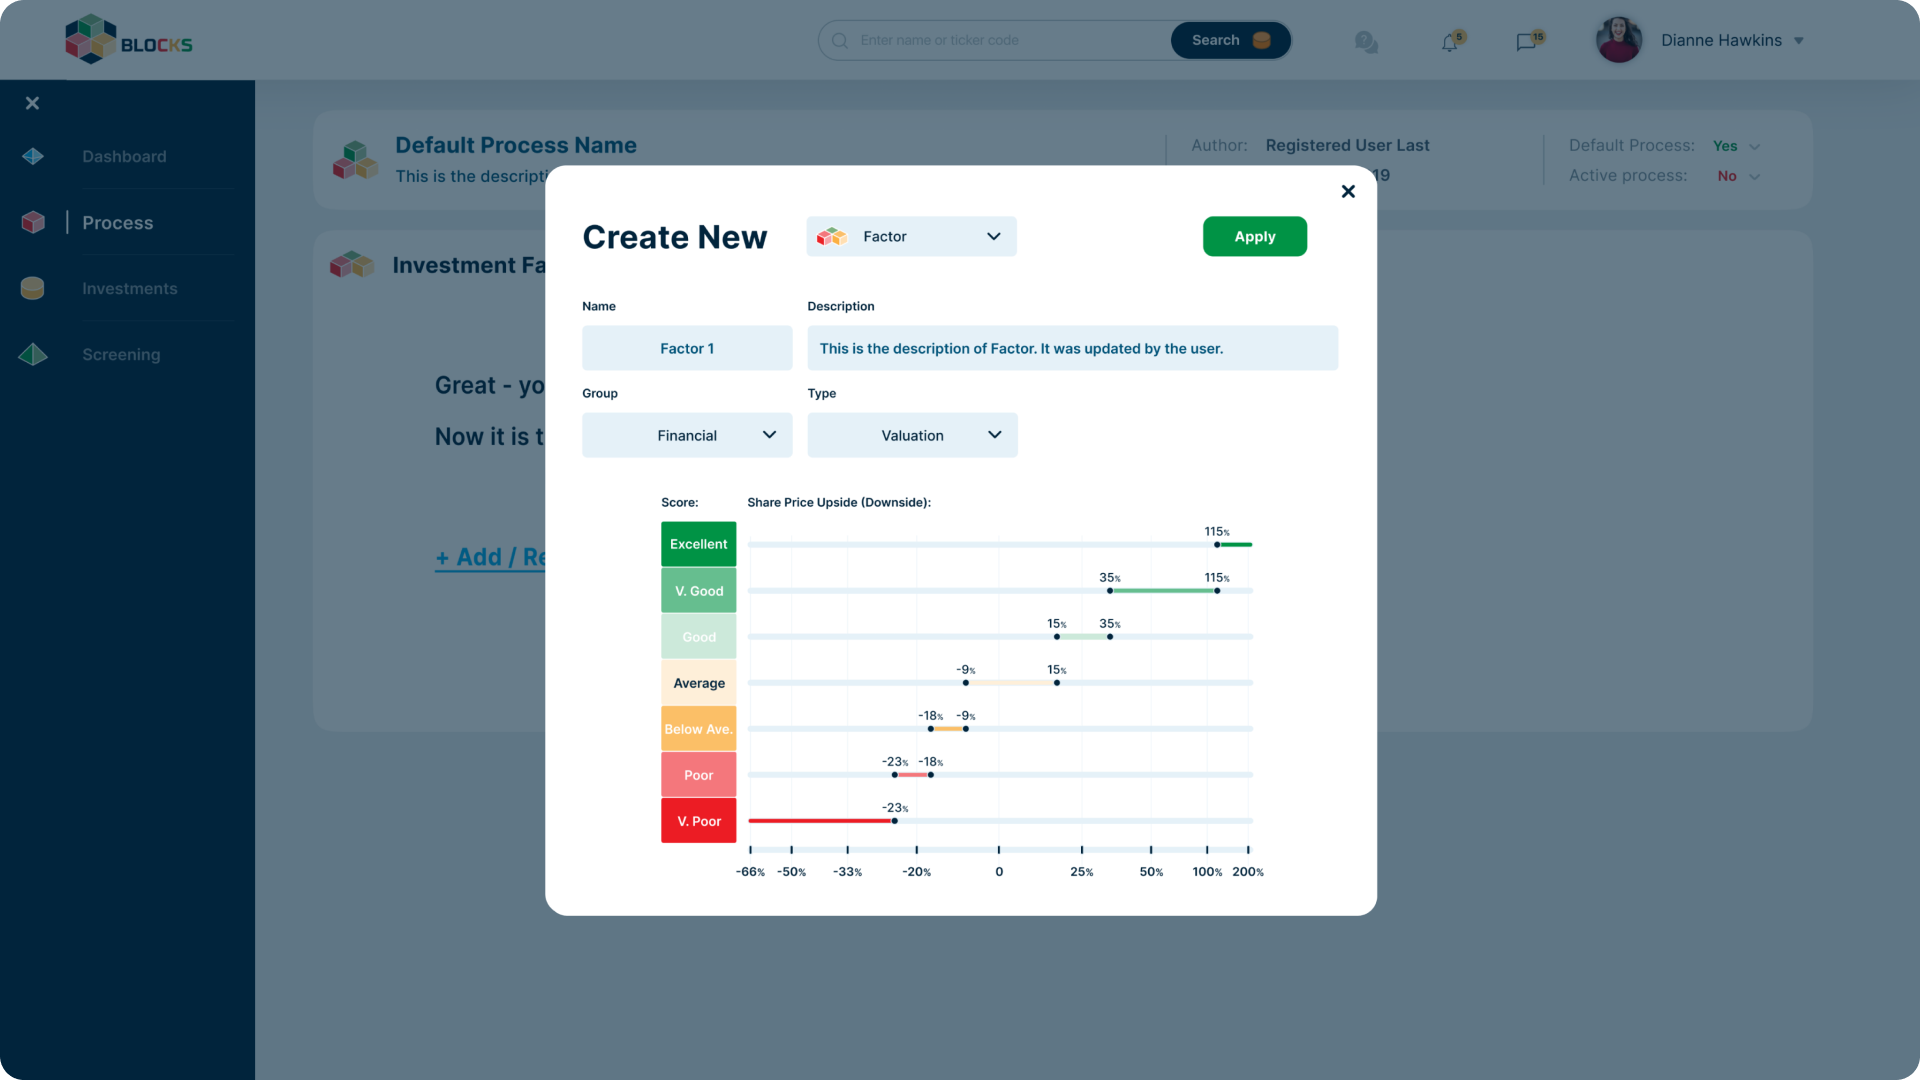 BLOCKS
Enter name or ticker code
Search
5
15
Dianne Hawkins
Dashboard
Process
Investments
Screening
Default Process Name
This is the descripti
Author: Registered User Last
19
Default Process: Yes
Active process: No
Investment Fa
Great - yo
Now it is t
+ Add / Re
Create New
Factor
Apply
Name
Description
Factor 1
This is the description of Factor. It was updated by the user.
Group
Type
Financial
Valuation
Score:
Share Price Upside (Downside):
Excellent
115%
V. Good
35% 115%
Good
15% 35%
Average
-9% 15%
Below Ave.
-18% -9%
Poor
-23% -18%
V. Poor
-23%
-66% -50% -33% -20% 0 25% 50% 100% 200%